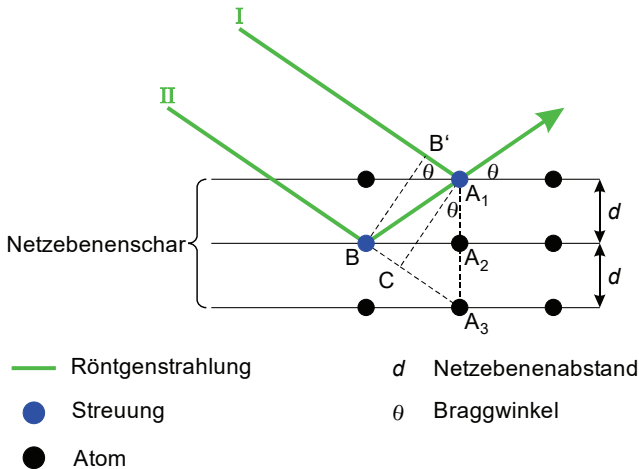 I
II
B‘
θ
θ
A₁
θ
d
Netzebenenschar
B
A₂
C
d
A₃
Röntgenstrahlung
d Netzebenenabstand
Streuung
θ Braggwinkel
Atom